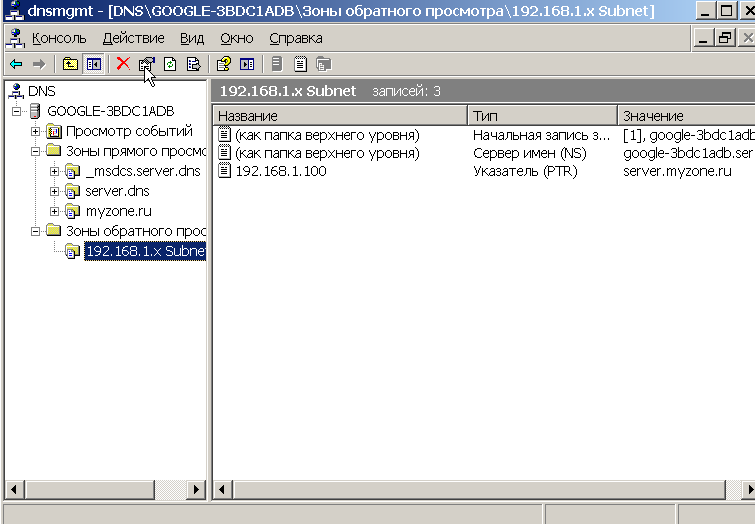 dnsmgmt - [DNS\GOOGLE-3BDC1ADB\Зоны обратного просмотра\192.168.1.x Subnet]
Консоль Действие Вид Окно Справка
DNS
GOOGLE-3BDC1ADB
Просмотр событий
Зоны прямого просмо
_msdcs.server.dns
server.dns
myzone.ru
Зоны обратного прос
192.168.1.x Subne
192.168.1.x Subnet записей: 3
Название Тип Значение
(как папка верхнего уровня) Начальная запись з... [1], google-3bdc1adb
(как папка верхнего уровня) Сервер имен (NS) google-3bdc1adb.ser
192.168.1.100 Указатель (PTR) server.myzone.ru